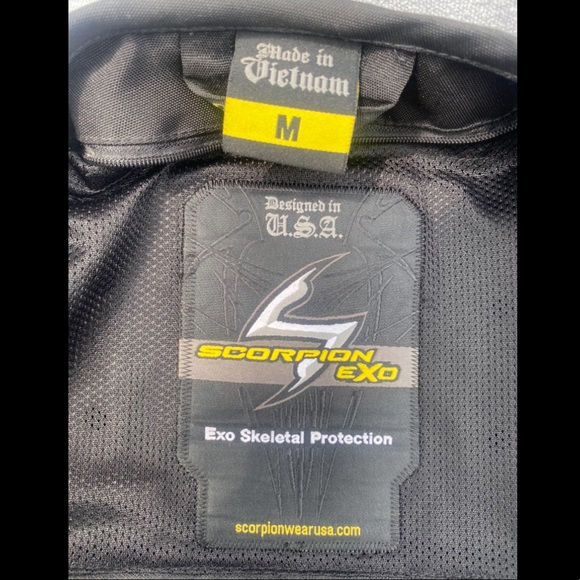 Made in
Vietnam
M
Designed in
U.S.A.
SCORPION
EXO
Exo Skeletal Protection
scorpionwearusa.com